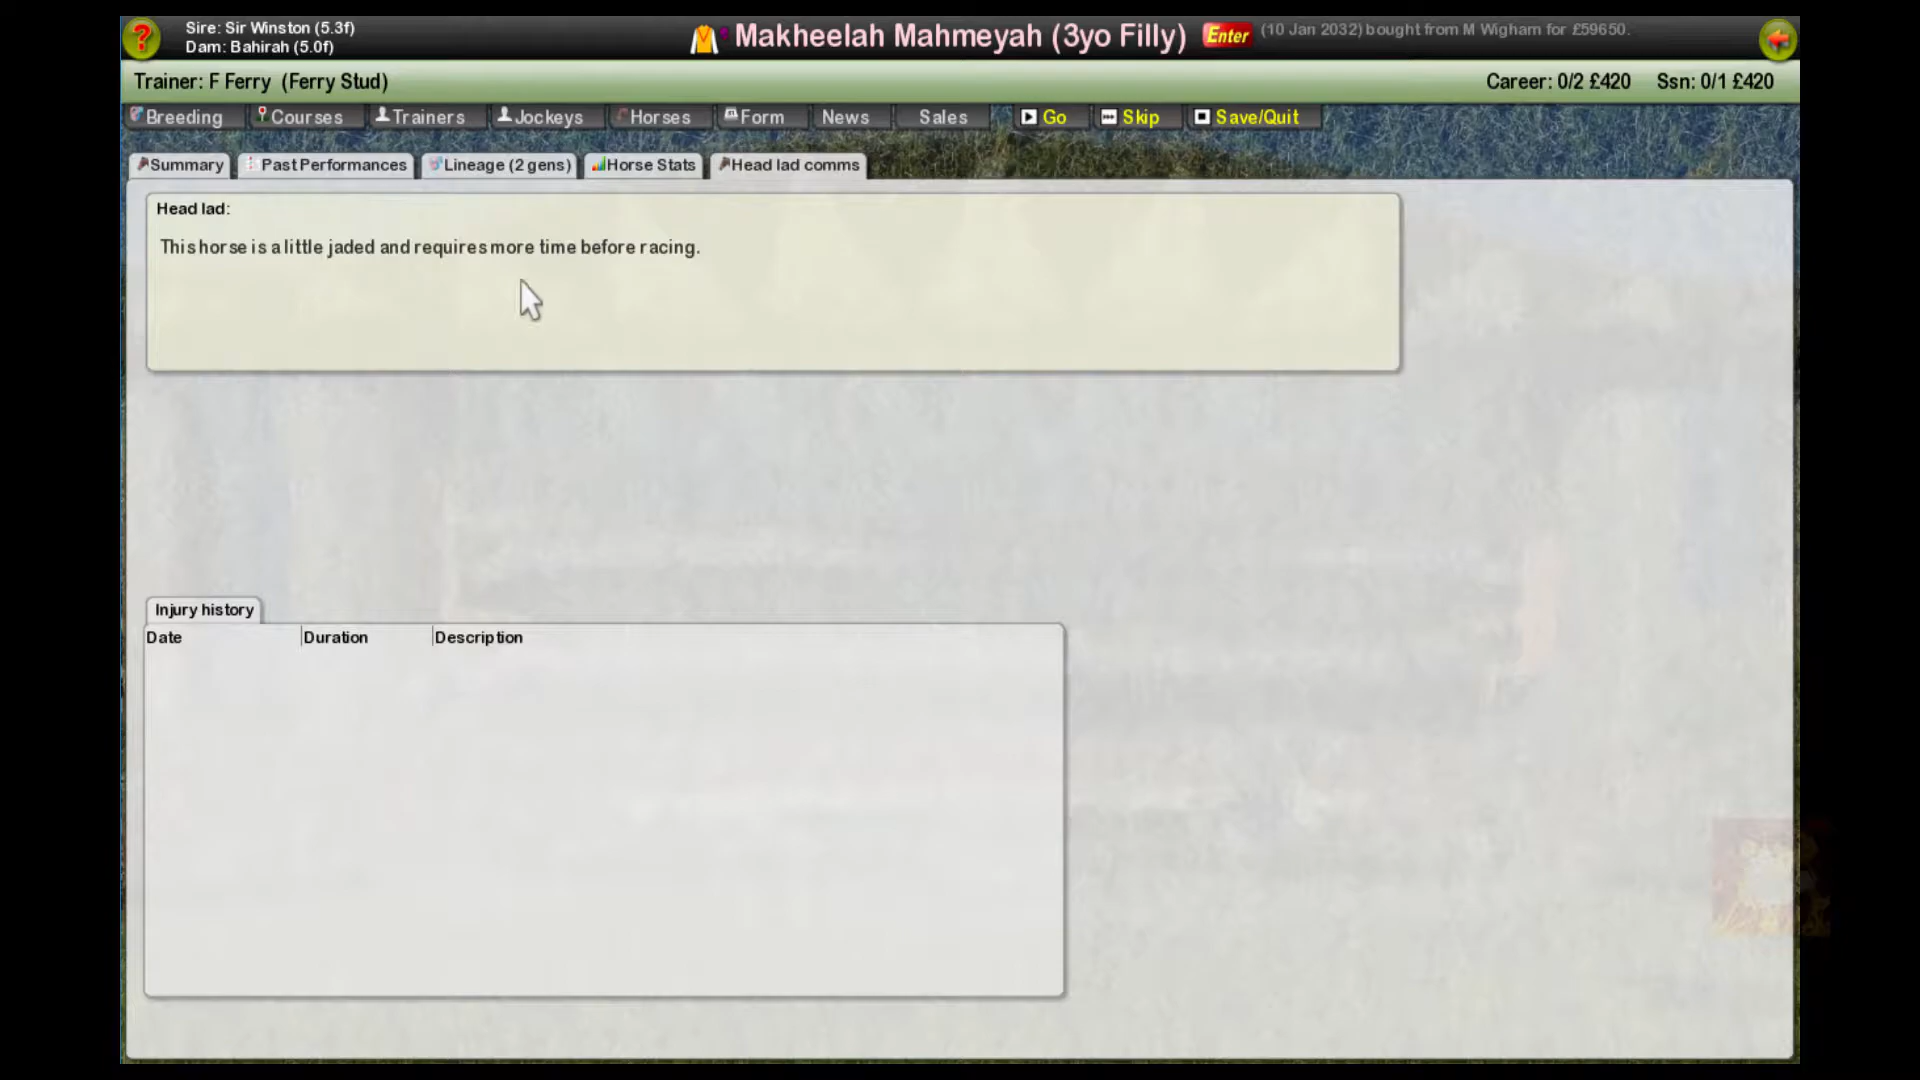 Sire: Sir Winston (5.3f)
Dam: Bahirah (5.0f)
Makheelah Mahmeyah (3yo Filly) Enter (10 Jan 2032) bought from M Wigham for £59650.
Trainer: F Ferry (Ferry Stud) Career: 0/2 £420 Ssn: 0/1 £420
Breeding Courses Trainers Jockeys Horses Form News Sales Go Skip Save/Quit
Summary Past Performances Lineage (2 gens) Horse Stats Head lad comms
Head lad:
This horse is a little jaded and requires more time before racing.
Injury history
Date Duration Description